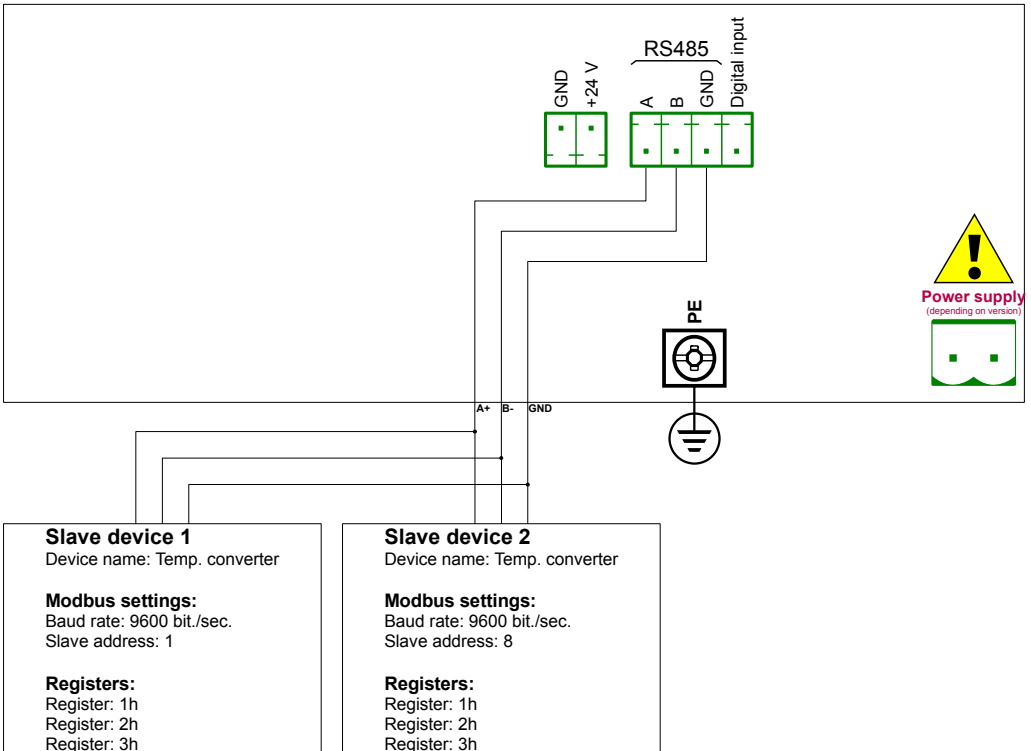 RS485
GND
+24 V
A
B
GND
Digital input
Power supply
(depending on version)
PE
A+ B- GND
Slave device 1
Device name: Temp. converter
Modbus settings:
Baud rate: 9600 bit./sec.
Slave address: 1
Registers:
Register: 1h
Register: 2h
Register: 3h
Slave device 2
Device name: Temp. converter
Modbus settings:
Baud rate: 9600 bit./sec.
Slave address: 8
Registers:
Register: 1h
Register: 2h
Register: 3h